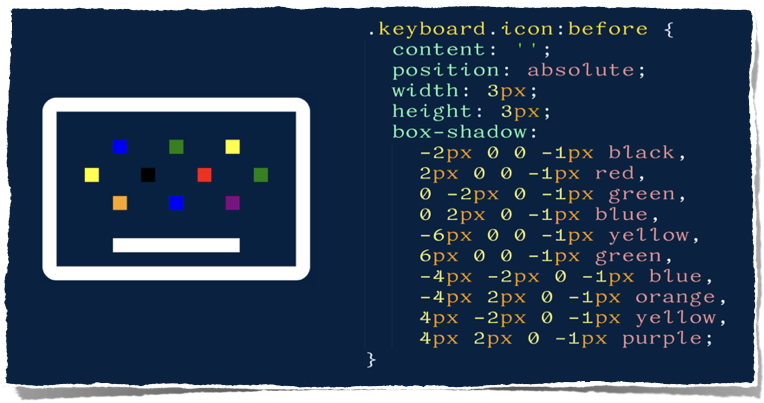 .keyboard.icon:before {
content: '';
position: absolute;
width: 3px;
height: 3px;
box-shadow:
-2px 0 0 -1px black,
2px 0 0 -1px red,
0 -2px 0 -1px green,
0 2px 0 -1px blue,
-6px 0 0 -1px yellow,
6px 0 0 -1px green,
-4px -2px 0 -1px blue,
-4px 2px 0 -1px orange,
4px -2px 0 -1px yellow,
4px 2px 0 -1px purple;
}